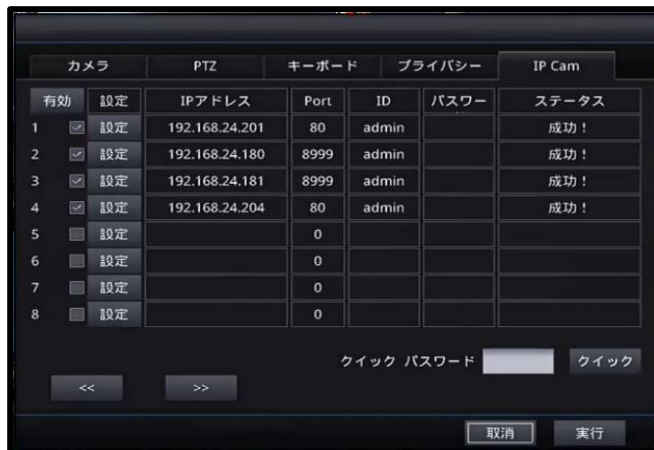 カメラ PTZ キーボード プライバシー IP Cam
有効 設定 IPアドレス Port ID パスワー ステータス
1 設定 192.168.24.201 80 admin 成功！
2 設定 192.168.24.180 8999 admin 成功！
3 設定 192.168.24.181 8999 admin 成功！
4 設定 192.168.24.204 80 admin 成功！
5 設定 0
6 設定 0
7 設定 0
8 設定 0
クイック パスワード クイック
<< >>
取消 実行